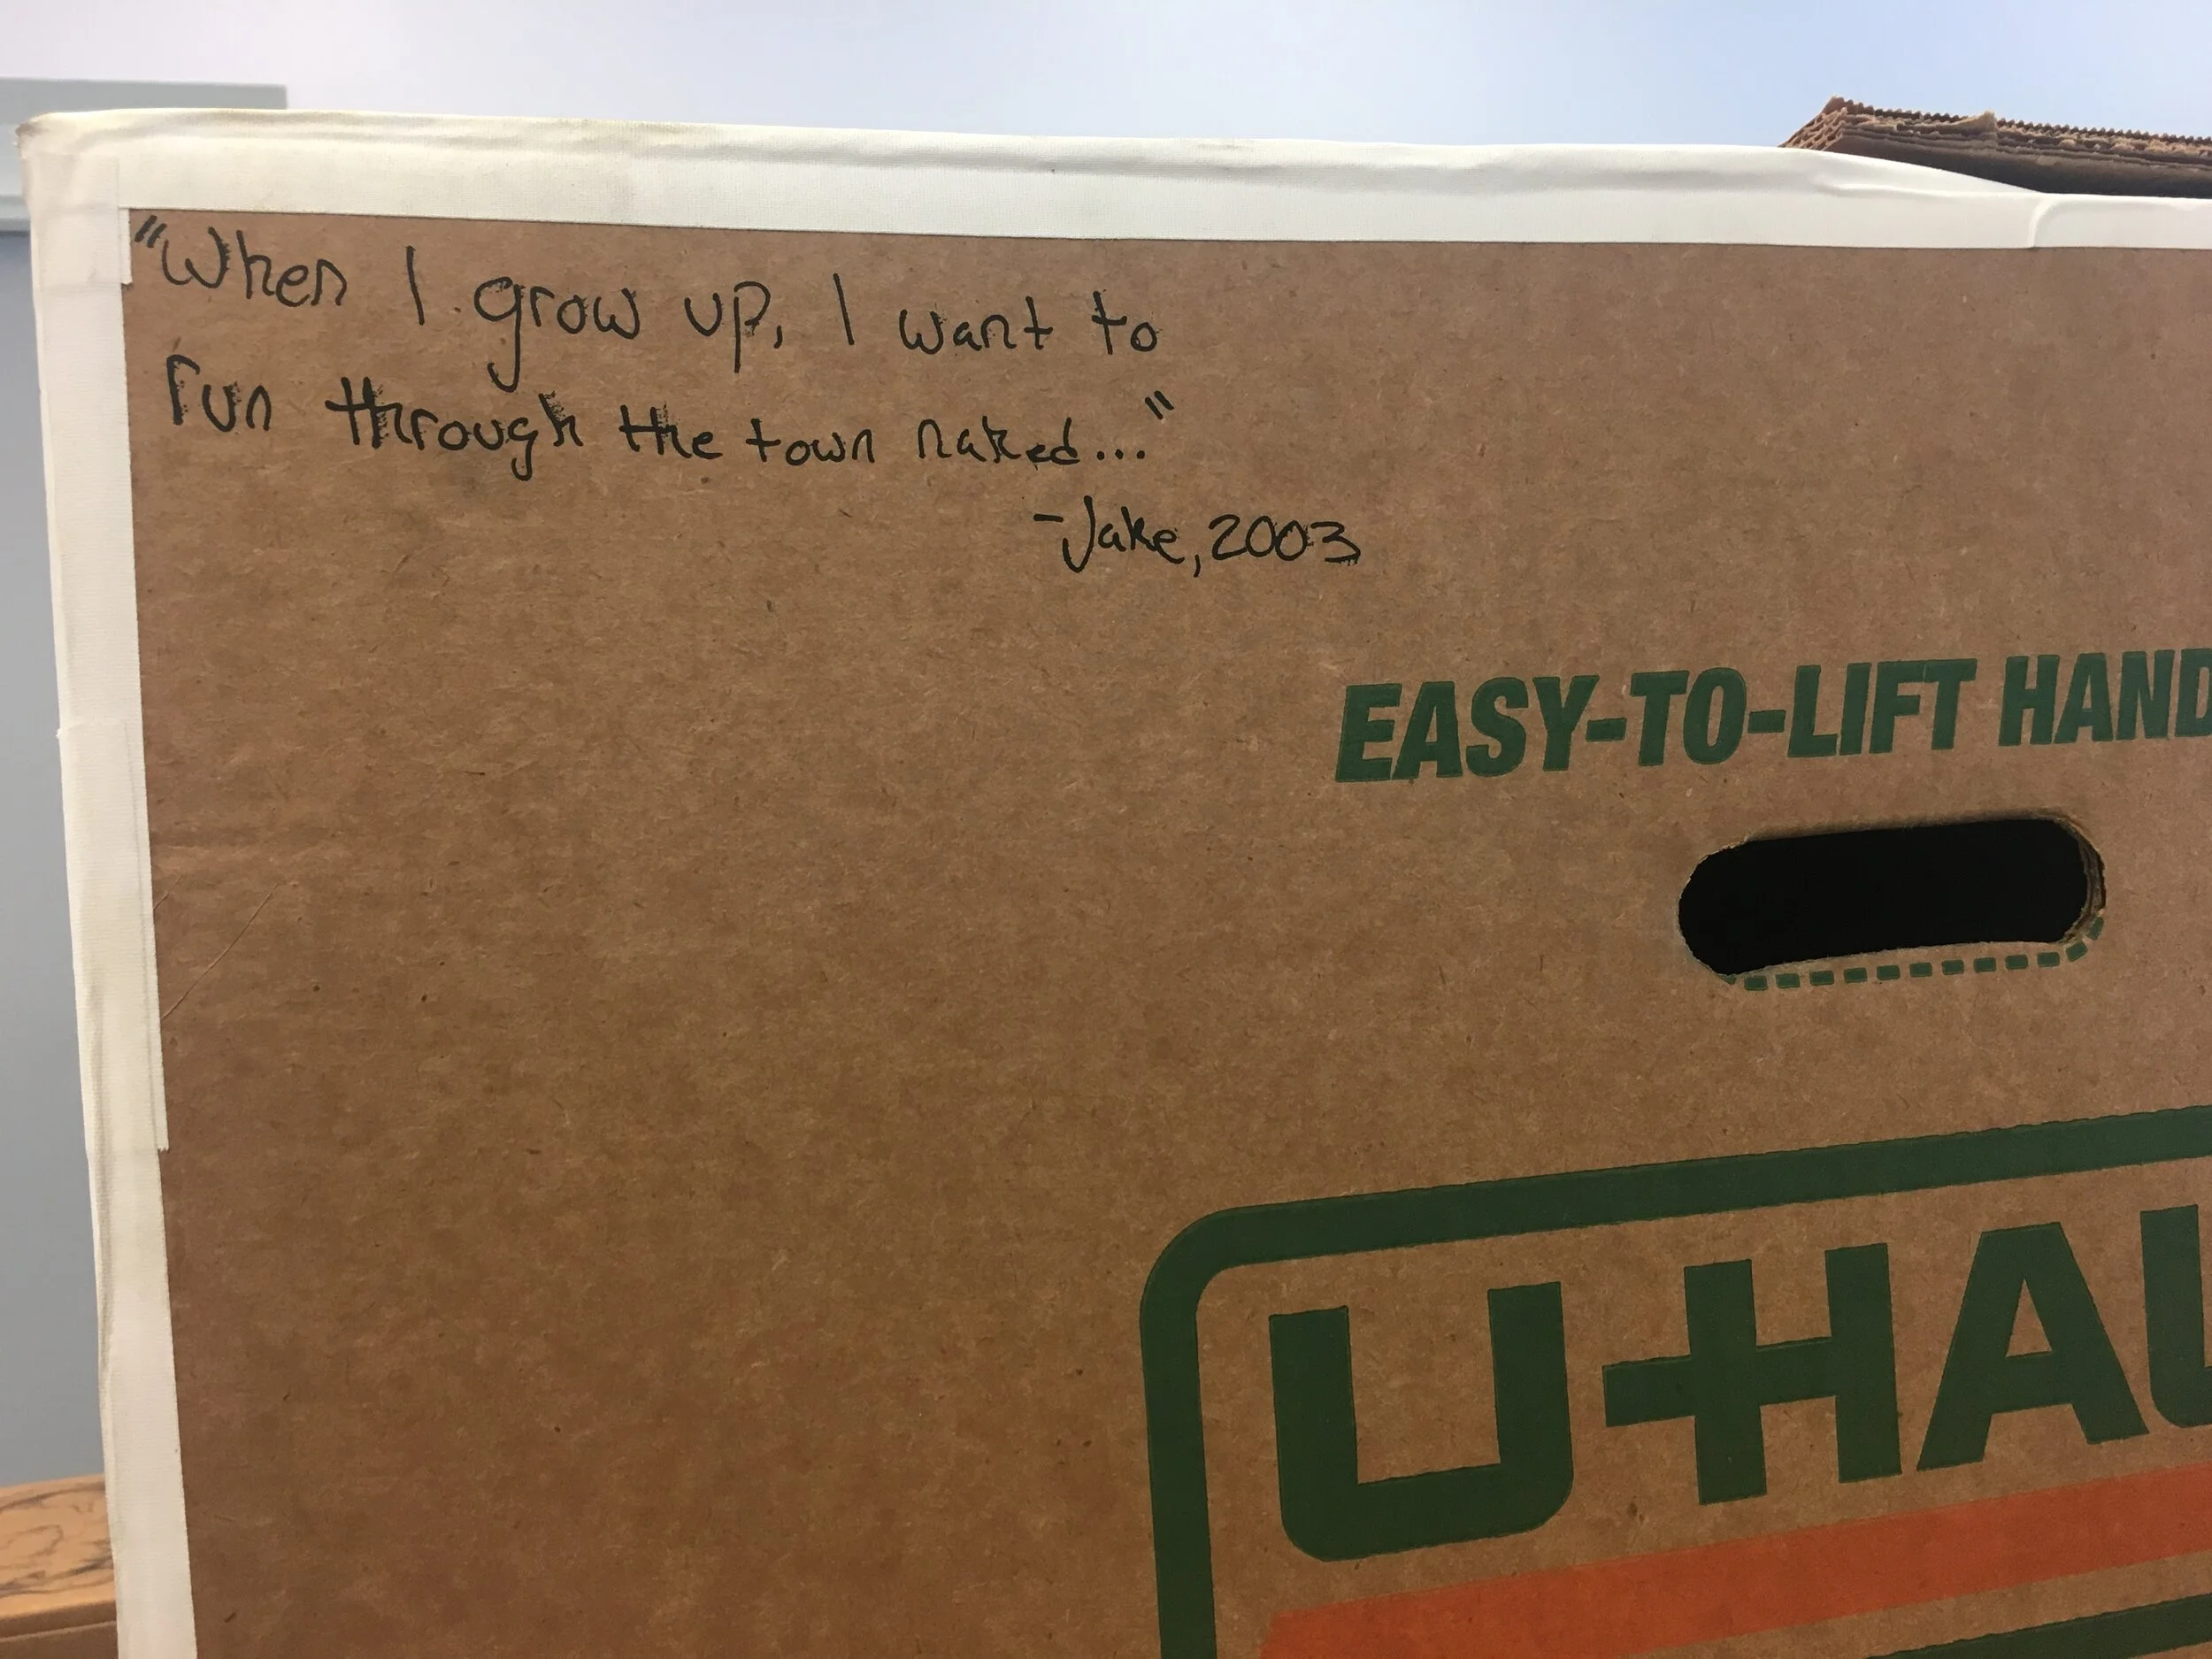 "When I grow up, I want to
run through the town naked..."
-Jake, 2003
EASY-TO-LIFT HAND
U-HAU